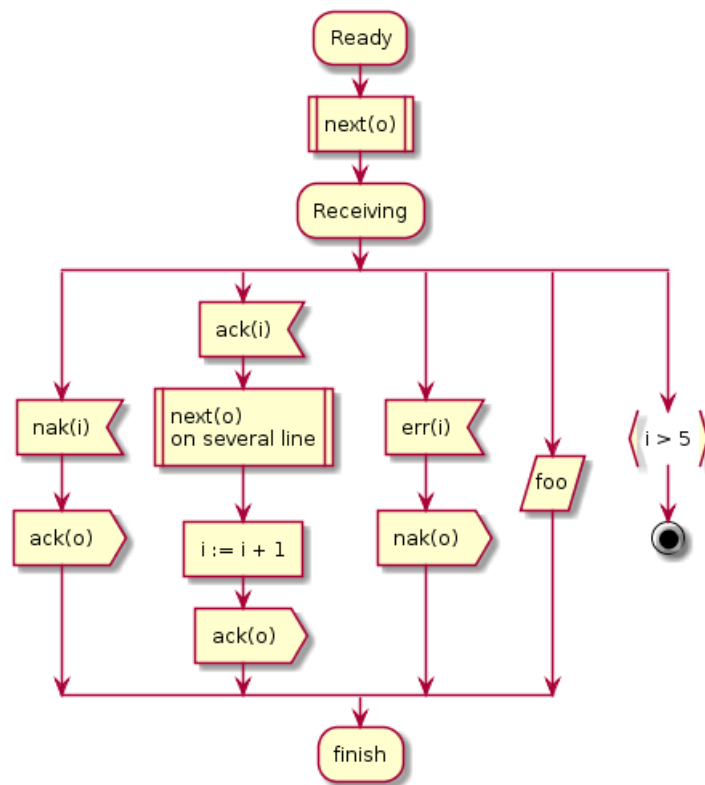 Ready
next(o)
Receiving
nak(i)
ack(o)
ack(i)
next(o)
on several line
i := i + 1
ack(o)
err(i)
nak(o)
foo
i > 5
finish